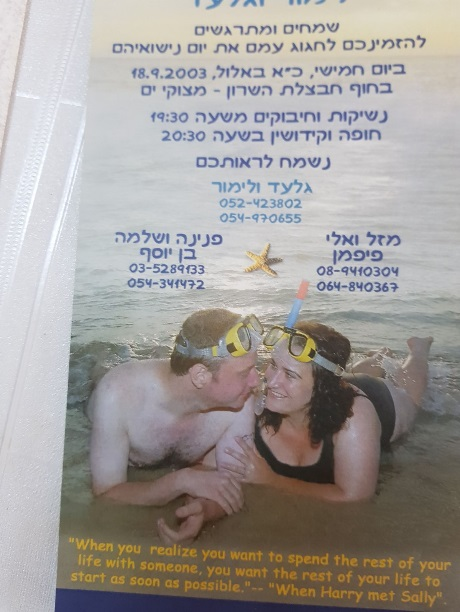 לימור וגלעד
שמחים ומתרגשים
להזמינכם לחגוג עמם את יום נישואיהם
ביום חמישי, כ״א באלול, 18.9.2003
בחוף חבצלת השרון - מצוקי ים
נשיקות וחיבוקים משעה 19:30
חופה וקידושין בשעה 20:30
נשמח לראותכם
גלעד ולימור
052-423802
054-970655
מזל ואלי
פיפמן
08-9410304
064-840367
פנינה ושלמה
בן יוסף
03-5289133
054-341472
"When you realize you want to spend the rest of your
life with someone, you want the rest of your life to
start as soon as possible."-- "When Harry met Sally".